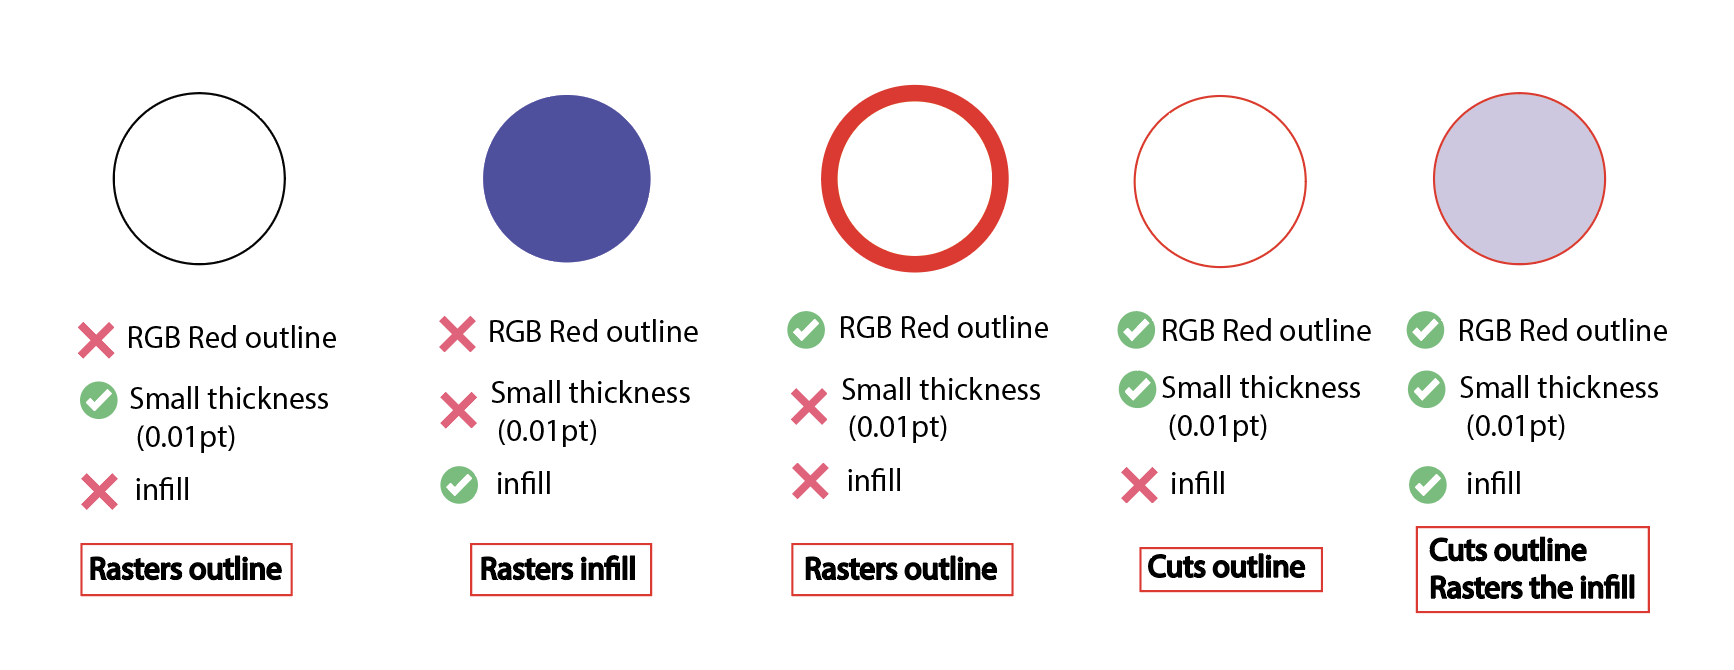 RGB Red outline
Small thickness
(0.01pt)
infill
Rasters outline
RGB Red outline
Small thickness
(0.01pt)
infill
Rasters infill
RGB Red outline
Small thickness
(0.01pt)
infill
Rasters outline
RGB Red outline
Small thickness
(0.01pt)
infill
Cuts outline
RGB Red outline
Small thickness
(0.01pt)
infill
Cuts outline
Rasters the infill